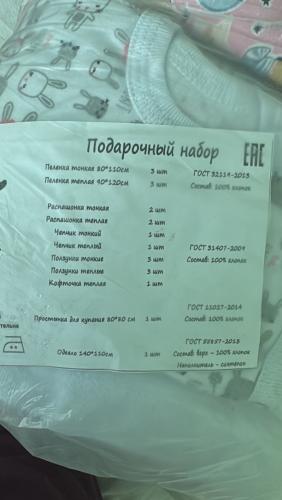 Подарочный набор EAC
Пеленка тонкая 80*110см 3 шт ГОСТ 32119-2013
Пеленка теплая 90*120см 3 шт Состав: 100% хлопок
Распашонка тонкая 2 шт
Распашонка теплая 2 шт
Чепчик тонкий 1 шт
Чепчик теплый 1 шт ГОСТ 31407-2009
Ползунки тонкие 3 шт Состав: 100% хлопок
Ползунки теплые 3 шт
Кофточка теплая 1 шт
ГОСТ 11027-2014
Простынка для купания 80*80 см 1 шт Состав: 100% хлопок
ГОСТ 55857-2013
Одеяло 140*110см 1 шт Состав: верх - 100% хлопок
Наполнитель - синтепон